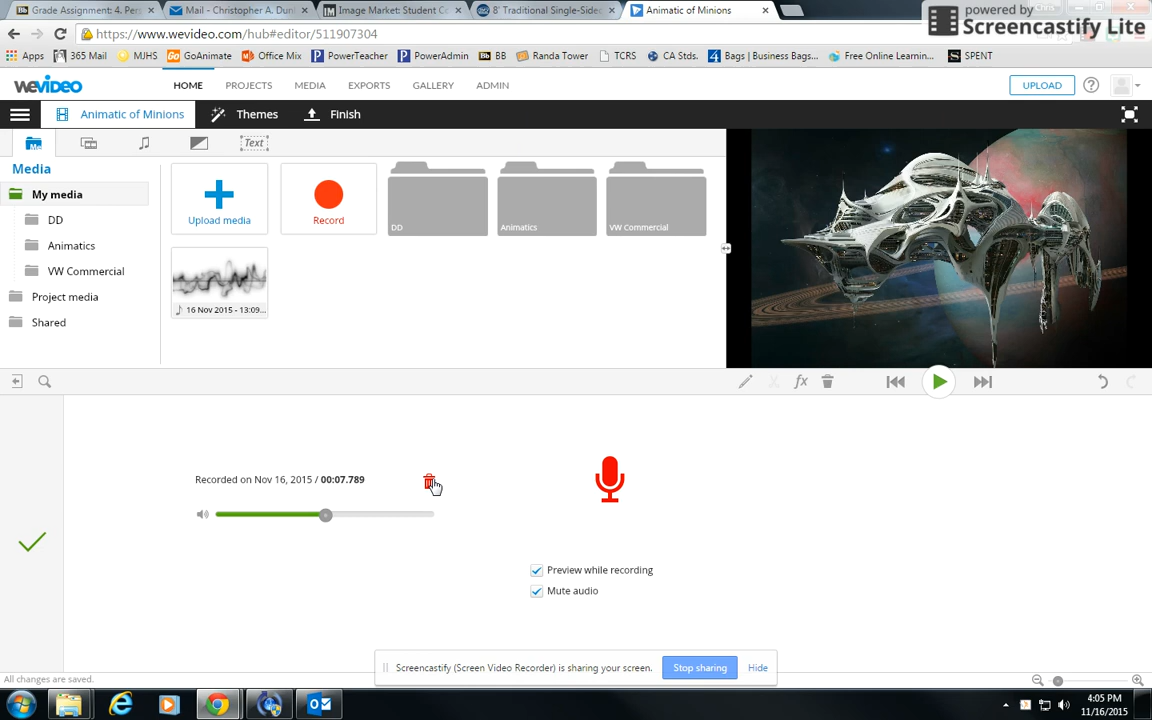 Grade Assignment: 4. Pers
Mail - Christopher A. Dun
Image Market: Student C
8' Traditional Single-Sided
Animatic of Minions
Chris
powered by
Screencastify Lite
https://www.wevideo.com/hub#editor/511907304
Apps
365 Mail
MJHS
GoAnimate
Office Mix
PowerTeacher
PowerAdmin
BB
Randa Tower
TCRS
CA Stds.
4 Bags | Business Bags...
Free Online Learnin...
SPENT
wevideo
HOME
PROJECTS
MEDIA
EXPORTS
GALLERY
ADMIN
UPLOAD
Animatic of Minions
Themes
Finish
Me
Text
Media
My media
DD
Animatics
VW Commercial
Project media
Shared
Upload media
Record
DD
Animatics
VW Commercial
16 Nov 2015 - 13:09...
fx
Recorded on Nov 16, 2015 / 00:07.789
Preview while recording
Mute audio
Screencastify (Screen Video Recorder) is sharing your screen.
Stop sharing
Hide
All changes are saved.
4:05 PM
11/16/2015